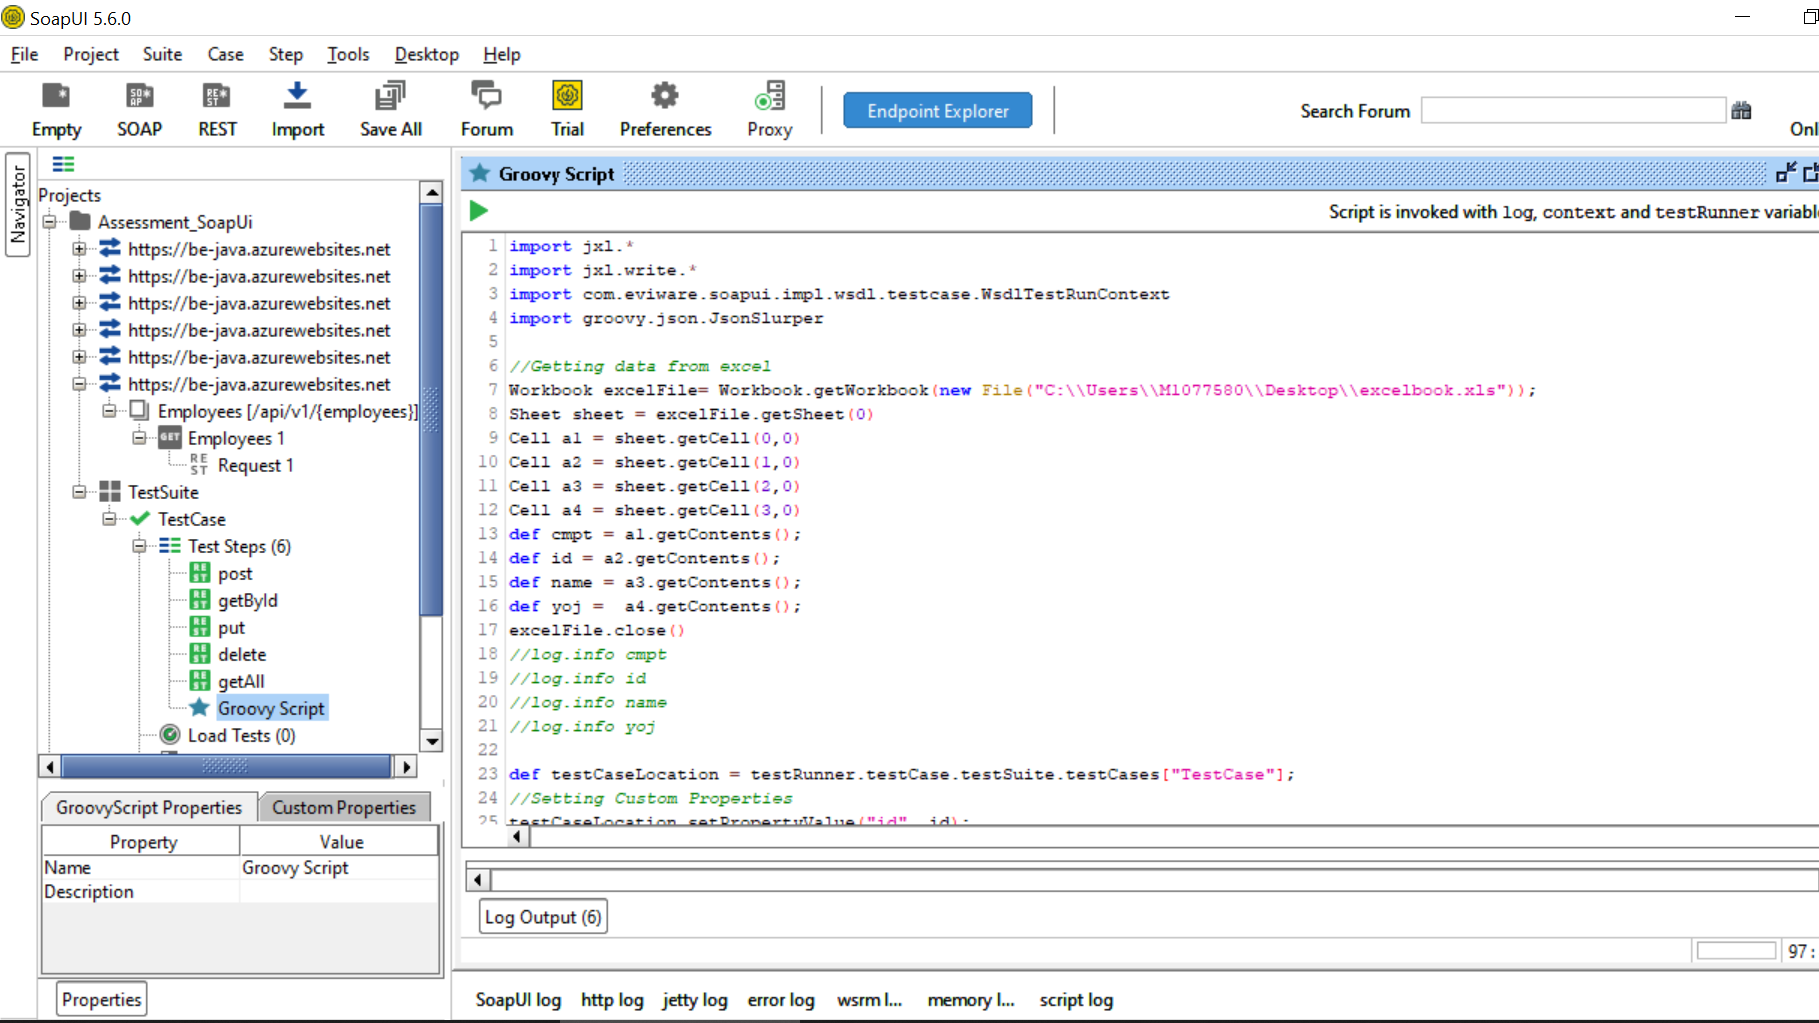 SoapUI 5.6.0
File Project Suite Case Step Tools Desktop Help
Empty SOAP REST Import Save All Forum Trial Preferences Proxy Endpoint Explorer Search Forum Onl
Navigator
Projects
Assessment_SoapUi
https://be-java.azurewebsites.net
https://be-java.azurewebsites.net
https://be-java.azurewebsites.net
https://be-java.azurewebsites.net
https://be-java.azurewebsites.net
https://be-java.azurewebsites.net
Employees [/api/v1/{employees}]
GET Employees 1
REST Request 1
TestSuite
TestCase
Test Steps (6)
REST post
REST getById
REST put
REST delete
REST getAll
Groovy Script
Load Tests (0)
GroovyScript Properties Custom Properties
Property Value
Name Groovy Script
Description
Properties
Groovy Script
Script is invoked with log, context and testRunner variabl
1 import jxl.*
2 import jxl.write.*
3 import com.eviware.soapui.impl.wsdl.testcase.WsdlTestRunContext
4 import groovy.json.JsonSlurper
5
6 //Getting data from excel
7 Workbook excelFile= Workbook.getWorkbook(new File("C:\\Users\\M1077580\\Desktop\\excelbook.xls"));
8 Sheet sheet = excelFile.getSheet(0)
9 Cell a1 = sheet.getCell(0,0)
10 Cell a2 = sheet.getCell(1,0)
11 Cell a3 = sheet.getCell(2,0)
12 Cell a4 = sheet.getCell(3,0)
13 def cmpt = a1.getContents();
14 def id = a2.getContents();
15 def name = a3.getContents();
16 def yoj =  a4.getContents();
17 excelFile.close()
18 //log.info cmpt
19 //log.info id
20 //log.info name
21 //log.info yoj
22
23 def testCaseLocation = testRunner.testCase.testSuite.testCases["TestCase"];
24 //Setting Custom Properties
25 testCaseLocation.setPropertyValue("id", id);
Log Output (6)
97 :
SoapUI log http log jetty log error log wsrm l... memory l... script log